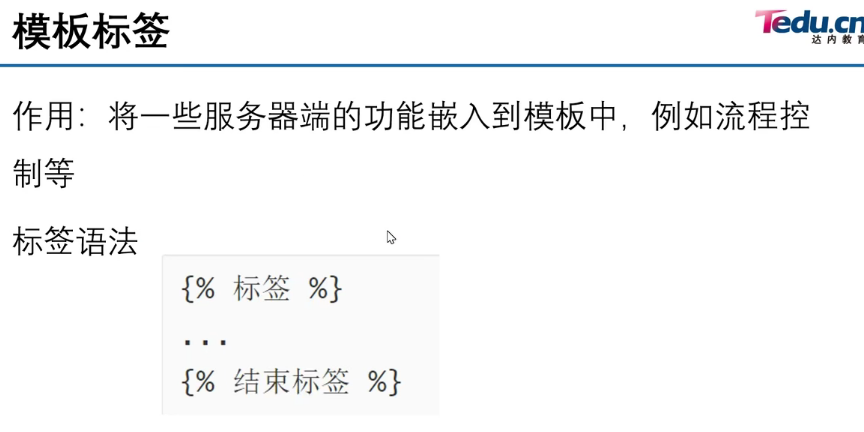 模板标签
Tedu.cn
达内教育
作用：将一些服务器端的功能嵌入到模板中，例如流程控
制等
标签语法
{% 标签 %}
...
{% 结束标签 %}